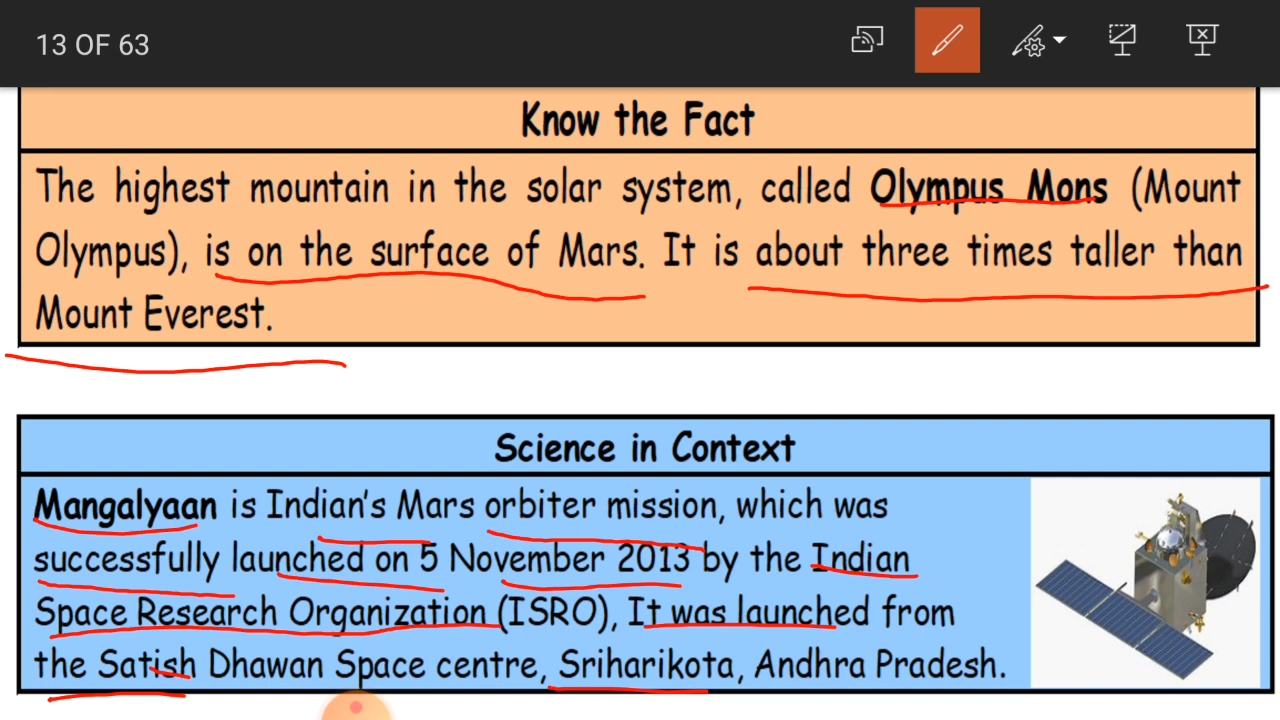 13 OF 63
Know the Fact
The highest mountain in the solar system, called Olympus Mons (Mount
Olympus), is on the surface of Mars. It is about three times taller than
Mount Everest.
Science in Context
Mangalyaan is Indian's Mars orbiter mission, which was
successfully launched on 5 November 2013 by the Indian
Space Research Organization (ISRO), It was launched from
the Satish Dhawan Space centre, Sriharikota, Andhra Pradesh.